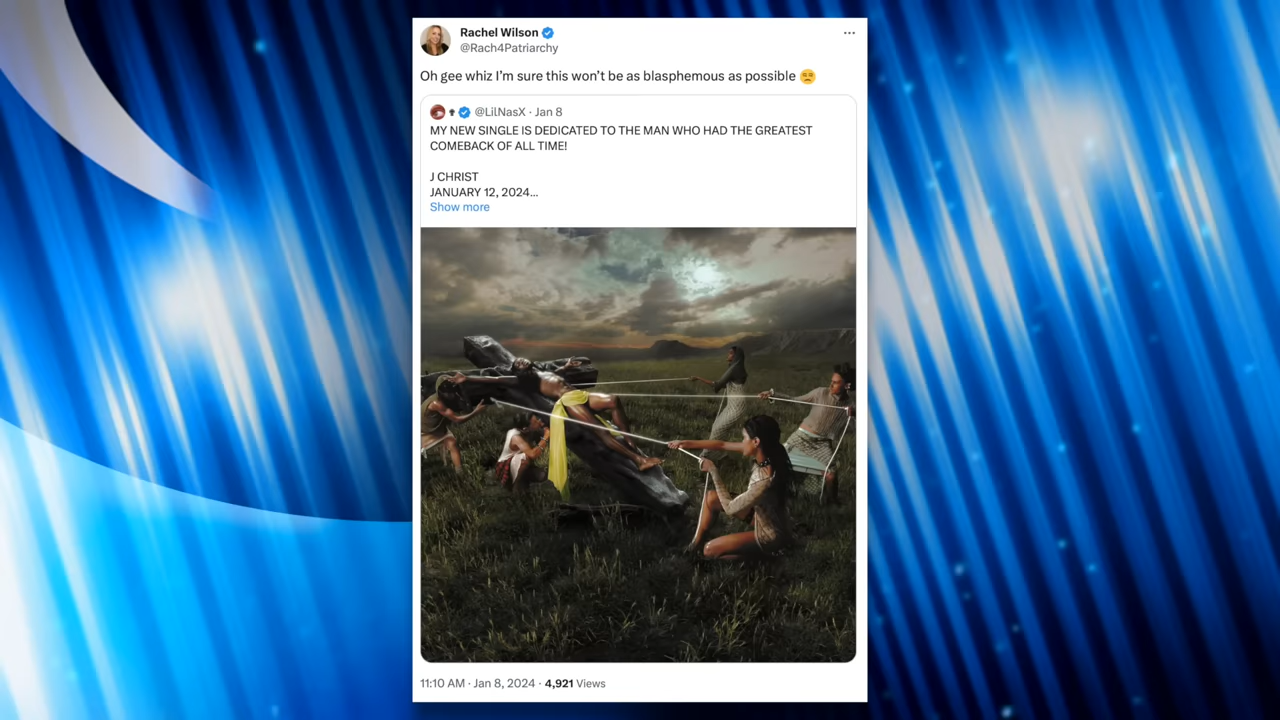 Rachel Wilson
@Rach4Patriarchy
Oh gee whiz I'm sure this won't be as blasphemous as possible 😒
@LilNasX · Jan 8
MY NEW SINGLE IS DEDICATED TO THE MAN WHO HAD THE GREATEST
COMEBACK OF ALL TIME!
J CHRIST
JANUARY 12, 2024...
Show more
11:10 AM · Jan 8, 2024 · 4,921 Views